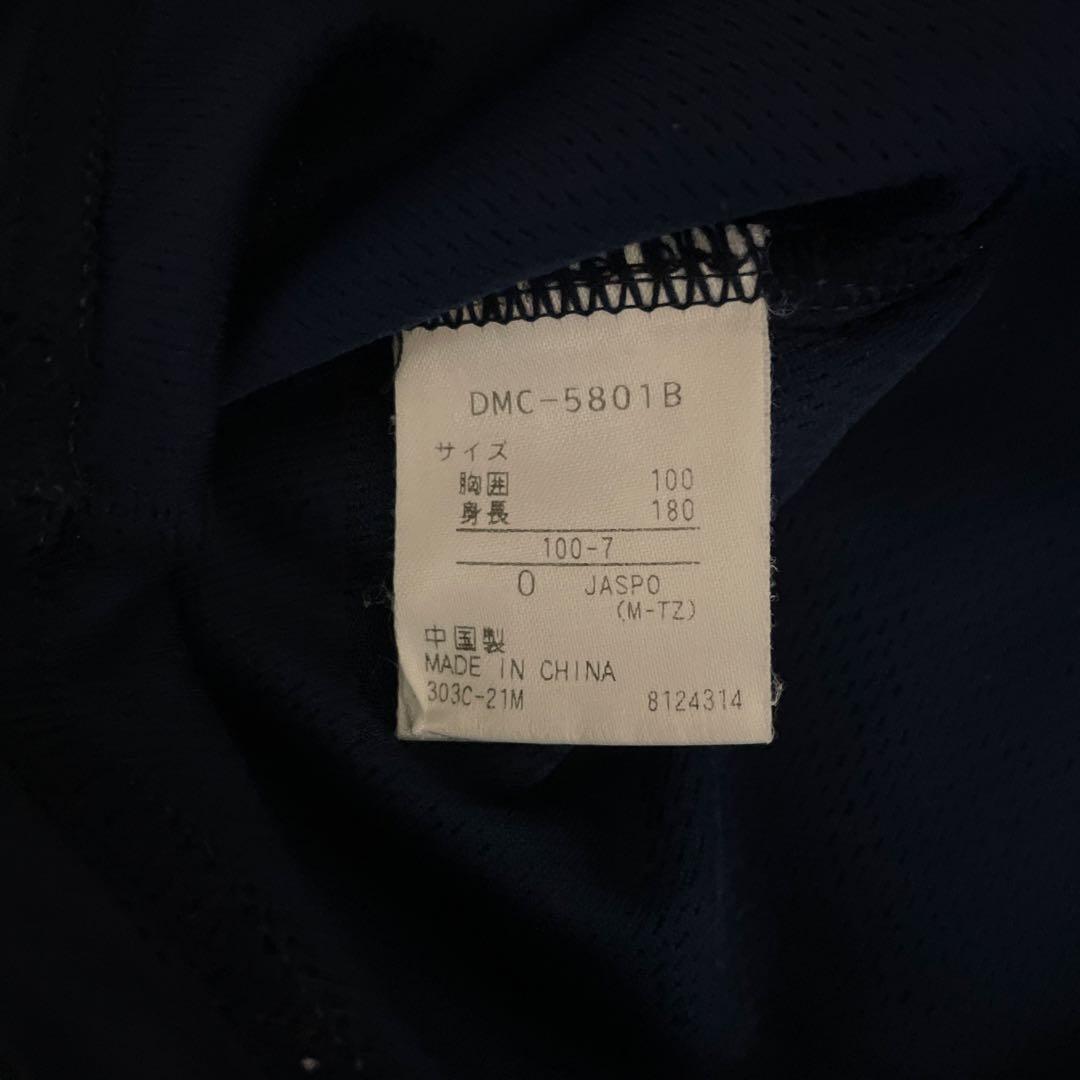 DMC-5801B
サイズ
胸囲 100
身長 180
100-7
O JASPO
(M-TZ)
中国製
MADE IN CHINA
303C-21M 8124314